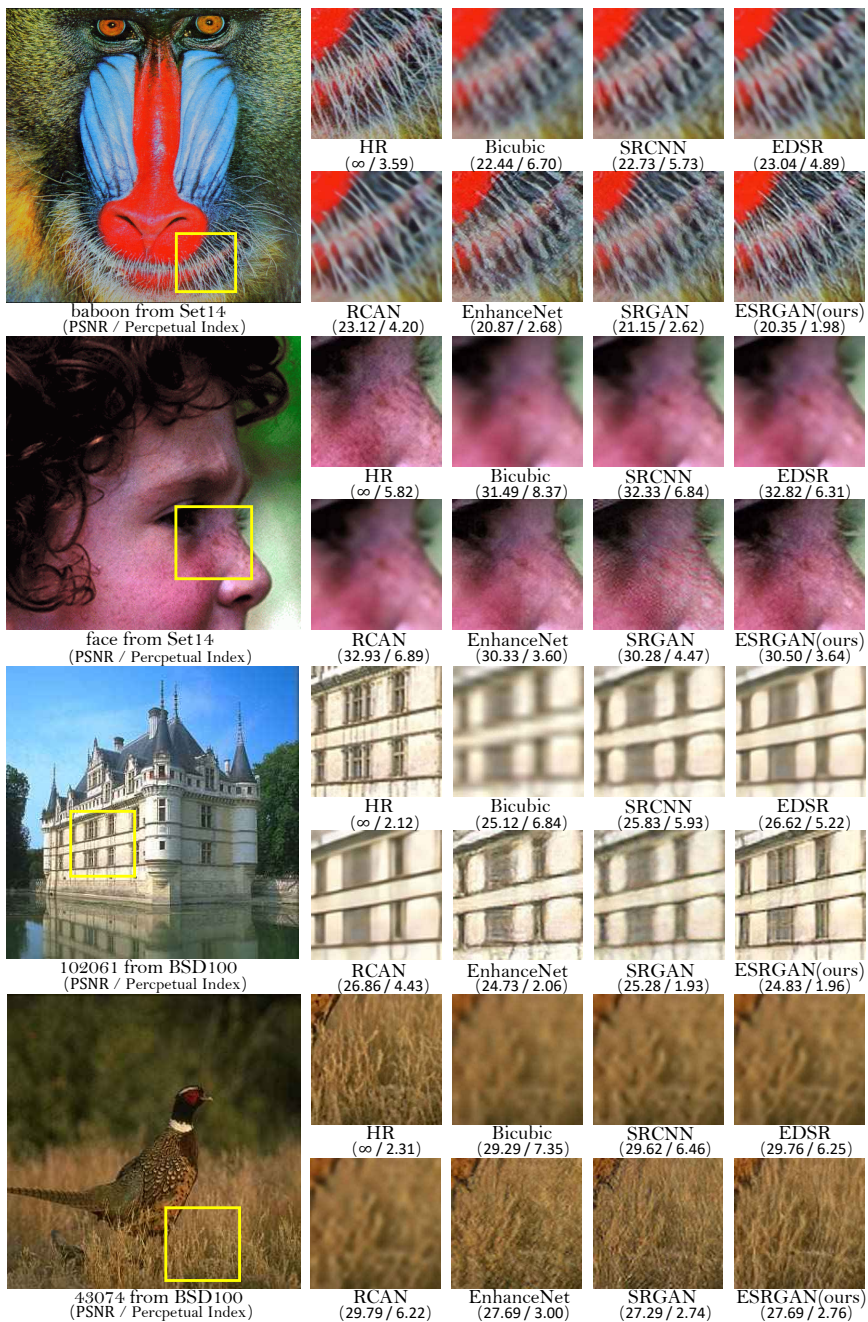 HR Bicubic SRCNN EDSR
(∞ / 3.59) (22.44 / 6.70) (22.73 / 5.73) (23.04 / 4.89)
baboon from Set14 RCAN EnhanceNet SRGAN ESRGAN(ours)
(PSNR / Percpetual Index) (23.12 / 4.20) (20.87 / 2.68) (21.15 / 2.62) (20.35 / 1.98)
HR Bicubic SRCNN EDSR
(∞ / 5.82) (31.49 / 8.37) (32.33 / 6.84) (32.82 / 6.31)
face from Set14 RCAN EnhanceNet SRGAN ESRGAN(ours)
(PSNR / Percpetual Index) (32.93 / 6.89) (30.33 / 3.60) (30.28 / 4.47) (30.50 / 3.64)
HR Bicubic SRCNN EDSR
(∞ / 2.12) (25.12 / 6.84) (25.83 / 5.93) (26.62 / 5.22)
102061 from BSD100 RCAN EnhanceNet SRGAN ESRGAN(ours)
(PSNR / Percpetual Index) (26.86 / 4.43) (24.73 / 2.06) (25.28 / 1.93) (24.83 / 1.96)
HR Bicubic SRCNN EDSR
(∞ / 2.31) (29.29 / 7.35) (29.62 / 6.46) (29.76 / 6.25)
43074 from BSD100 RCAN EnhanceNet SRGAN ESRGAN(ours)
(PSNR / Percpetual Index) (29.79 / 6.22) (27.69 / 3.00) (27.29 / 2.74) (27.69 / 2.76)